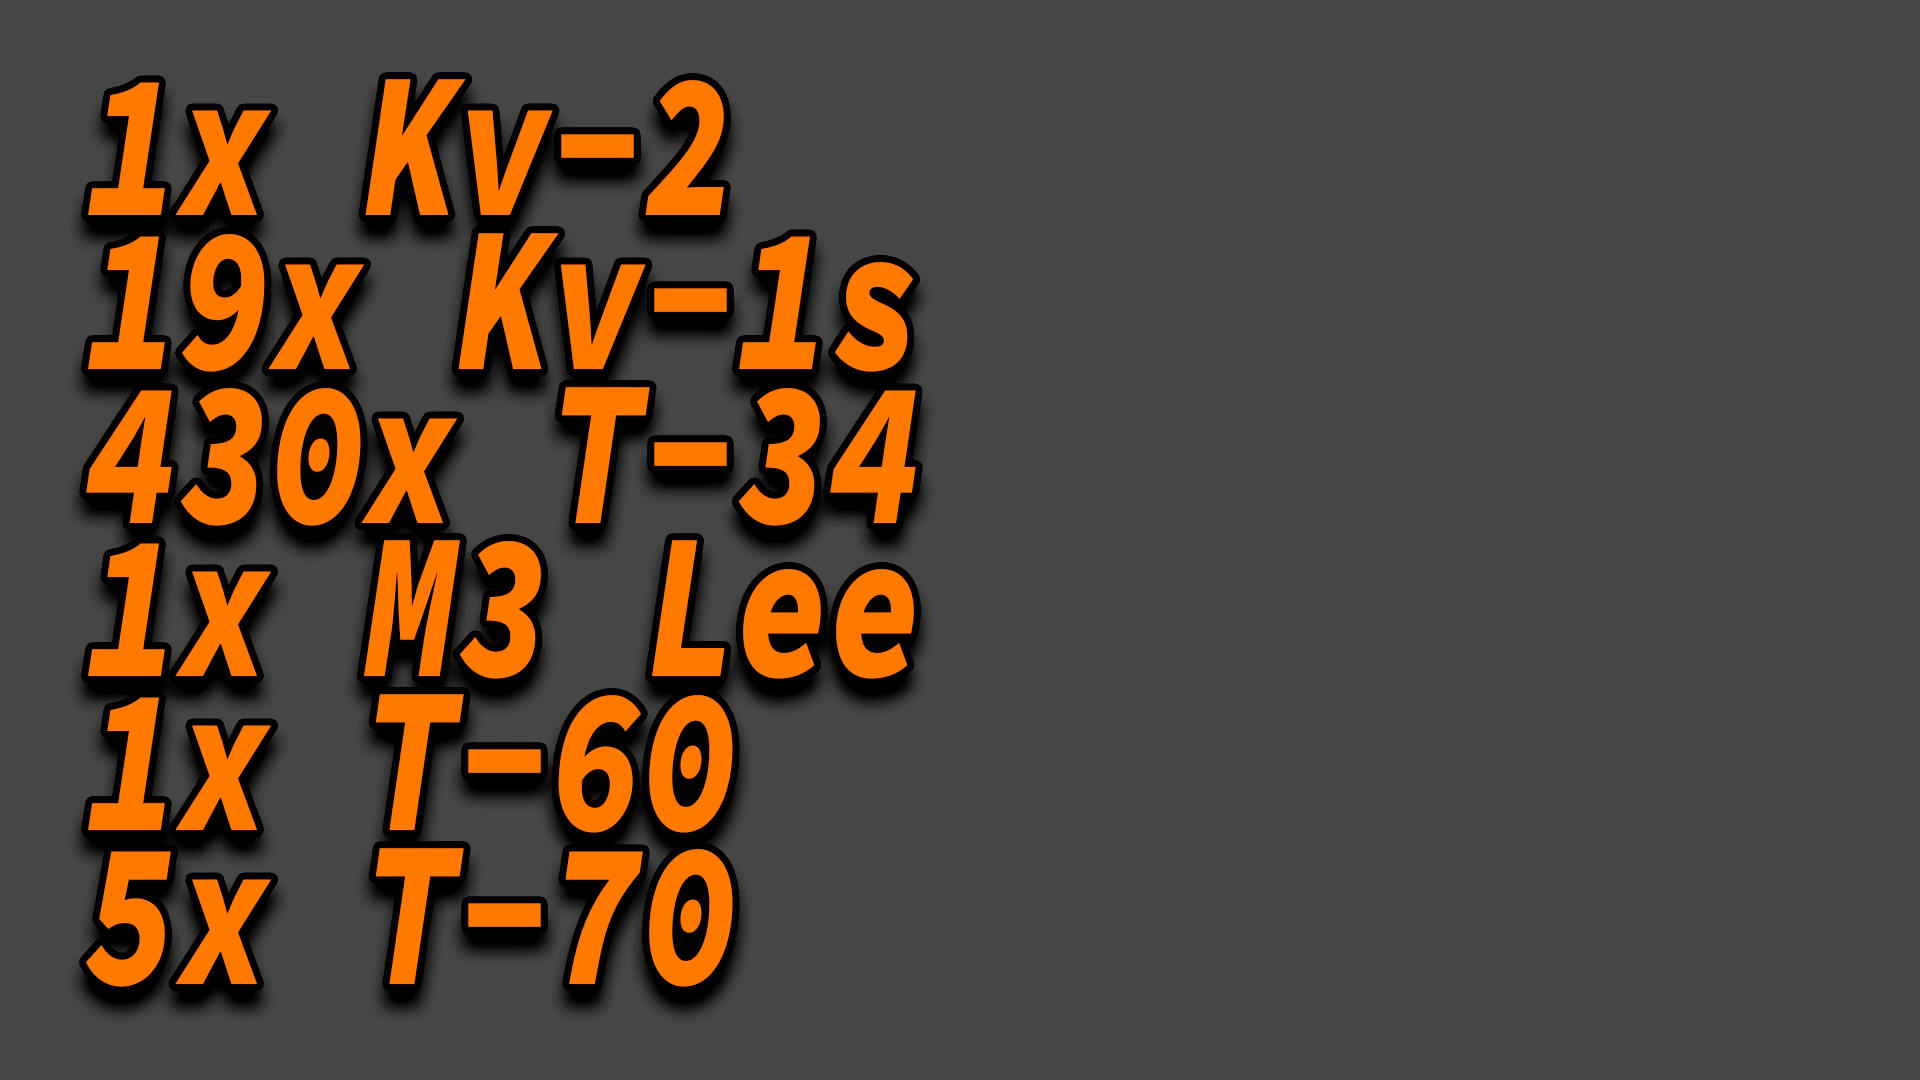 1x Kv-2
19x Kv-1s
430x T-34
1x M3 Lee
1x T-60
5x T-70